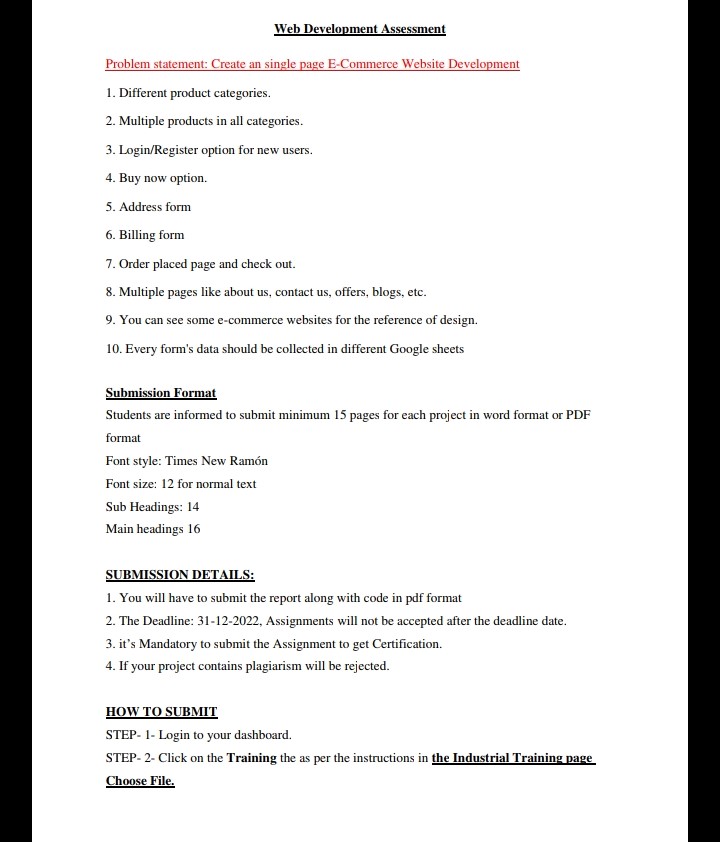 Web Development Assessment
Problem statement: Create an single page E-Commerce Website Development
1. Different product categories.
2. Multiple products in all categories.
3. Login/Register option for new users.
4. Buy now option.
5. Address form
6. Billing form
7. Order placed page and check out.
8. Multiple pages like about us, contact us, offers, blogs, etc.
9. You can see some e-commerce websites for the reference of design.
10. Every form's data should be collected in different Google sheets
Submission Format
Students are informed to submit minimum 15 pages for each project in word format or PDF
format
Font style: Times New Ramón
Font size: 12 for normal text
Sub Headings: 14
Main headings 16
SUBMISSION DETAILS:
1. You will have to submit the report along with code in pdf format
2. The Deadline: 31-12-2022, Assignments will not be accepted after the deadline date.
3. it’s Mandatory to submit the Assignment to get Certification.
4. If your project contains plagiarism will be rejected.
HOW TO SUBMIT
STEP- 1- Login to your dashboard.
STEP- 2- Click on the Training the as per the instructions in the Industrial Training page
Choose File.